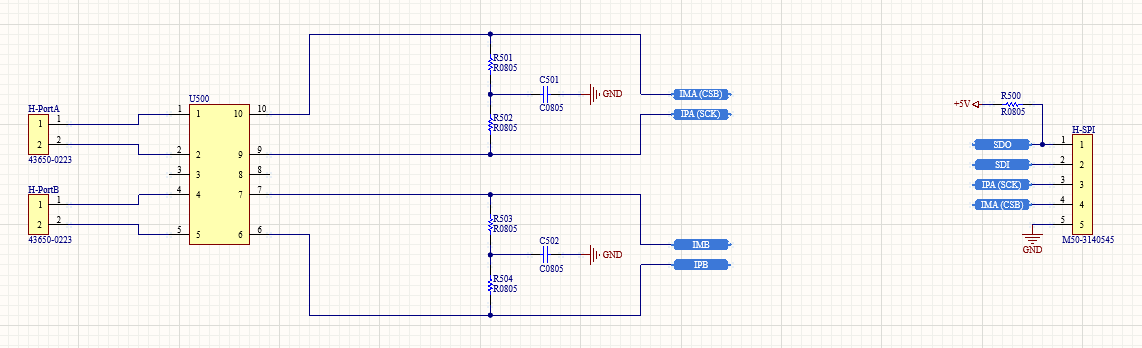 H-PortA
1
1
2
2
43650-0223
H-PortB
1
1
2
2
43650-0223
U500
1
1
10
10
2
2
9
9
3
3
8
8
4
4
7
7
5
5
6
6
R501
R0805
C501
C0805
GND
R502
R0805
IMA (CSB)
IPA (SCK)
R503
R0805
C502
C0805
GND
R504
R0805
IMB
IPB
+5V
R500
R0805
H-SPI
SDO
1
1
SDI
2
2
IPA (SCK)
3
3
IMA (CSB)
4
4
5
5
GND
M50-3140545